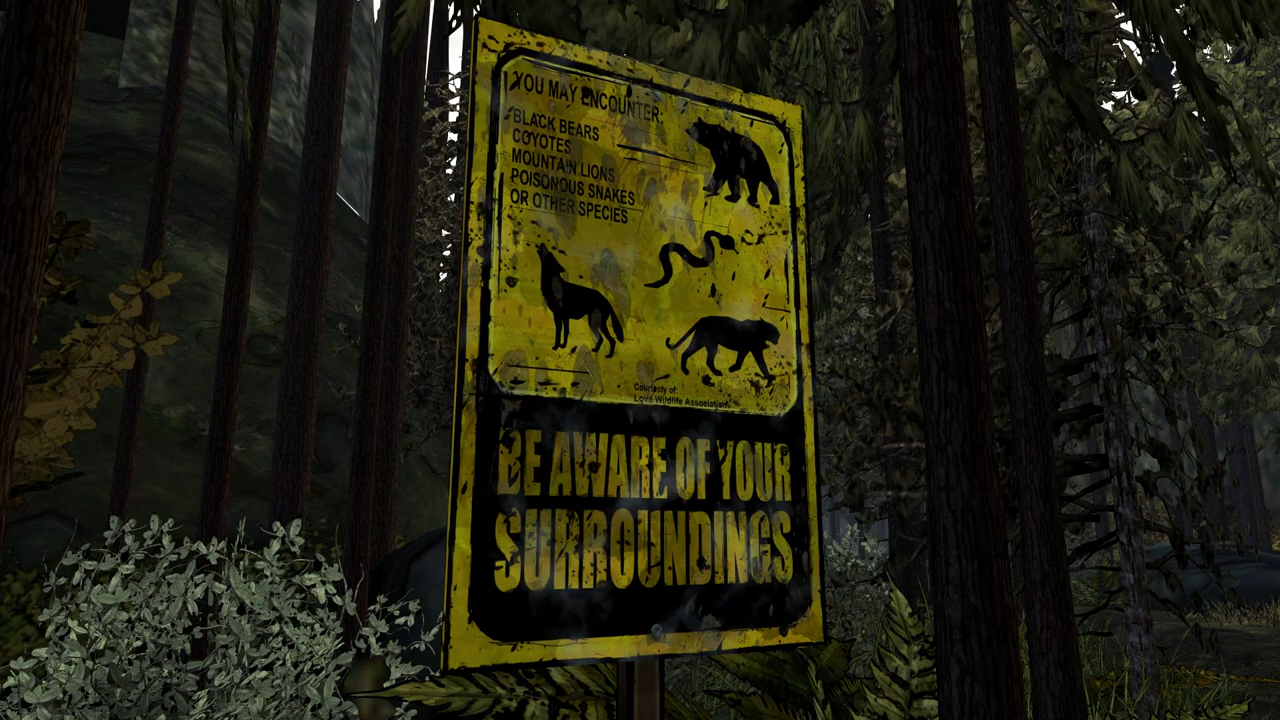 YOU MAY ENCOUNTER:
BLACK BEARS
COYOTES
MOUNTAIN LIONS
POISONOUS SNAKES
OR OTHER SPECIES
Courtesy of:
Love Wildlife Association
BE AWARE OF YOUR
SURROUNDINGS